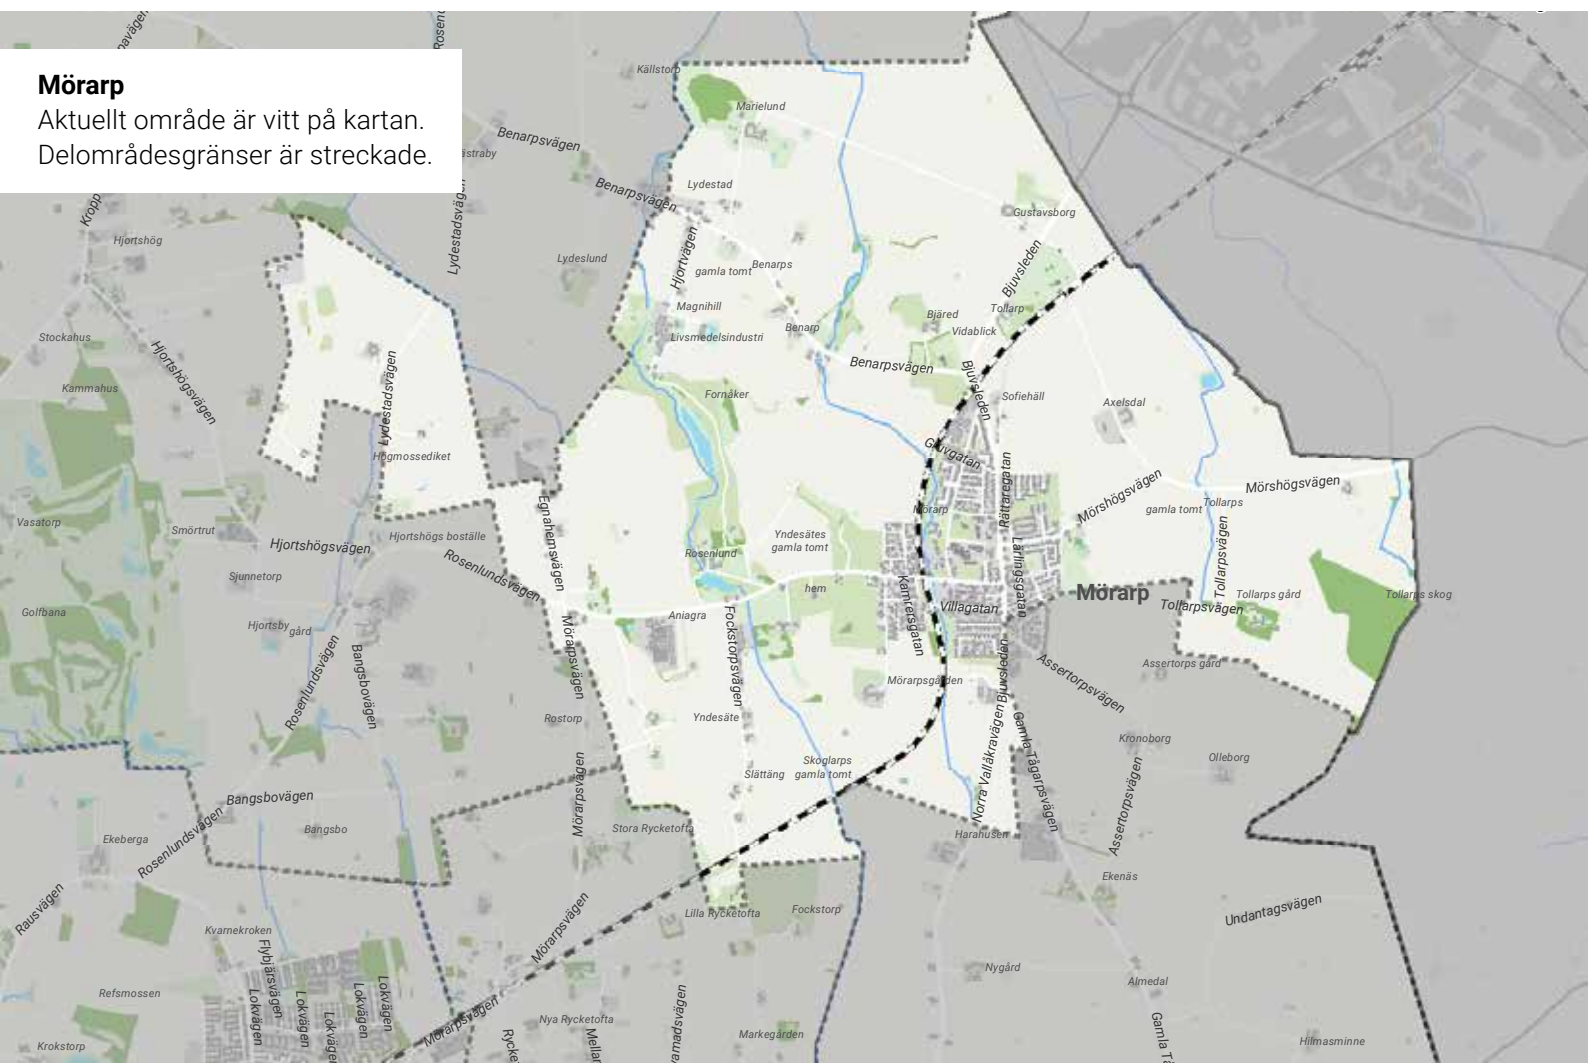 Mörarp
Aktuellt område är vitt på kartan.
Delområdesgränser är streckade.
Källstorp
Marielund
Benarpsvägen
Benarpsvägen
Lydestad
Gustavsborg
Hjortshög
Lydestadsvägen
Lydeslund
Hjortvägen
gamla tomt
Benarps
Bjuvsleden
Magnihill
Tollarp
Bjäred
Vidablick
Benarp
Livsmedelsindustri
Stockahus
Hjortshögsvägen
Benarpsvägen
Bjuvsleden
Kammahus
Lydestadsvägen
Fornåker
Sofiehäll
Axelsdal
Högmossediket
Gruvgatan
Rättaregatan
Mörshögsvägen
Mörshögsvägen
Tollarps
gamla tomt
Mörarp
Vasatorp
Smörtrut
Hjortshögsvägen
Hjortshögs boställe
Egnahemsvägen
Yndesätes
gamla tomt
Rosenlund
Tollarpsvägen
Rosenlundsvägen
Sjunnetorp
Lärlingsgatan
hem
Kamrersgatan
Villagatan
Mörarp
Tollarpsvägen
Tollarps gård
Tollarps skog
Golfbana
Hjortsby
gård
Aniagra
Fockstorpsvägen
Mörarpsvägen
Rosenlundsvägen
Bangsbovägen
Assertorps gård
Assertorpsvägen
Mörarpsgården
Bjuvsleden
Rostorp
Yndesäte
Kronoborg
Olleborg
Gamla Tågarpsvägen
Norra Vallåkravägen
Skoglarps
gamla tomt
Slättäng
Bangsbovägen
Mörarpsvägen
Assertorpsvägen
Stora Rycketofta
Bangsbo
Ekeberga
Rosenlundsvägen
Harahusen
Ekenäs
Rausvägen
Lilla Rycketofta
Fockstorp
Undantagsvägen
Kvarnekroken
Mörarpsvägen
Flybjärsvägen
Nygård
Almedal
Refsmossen
Lokvägen
Lokvägen
Lokvägen
Lokvägen
Mörarpsvägen
Nya Rycketofta
Markegården
Krokstorp
Hilmasminne